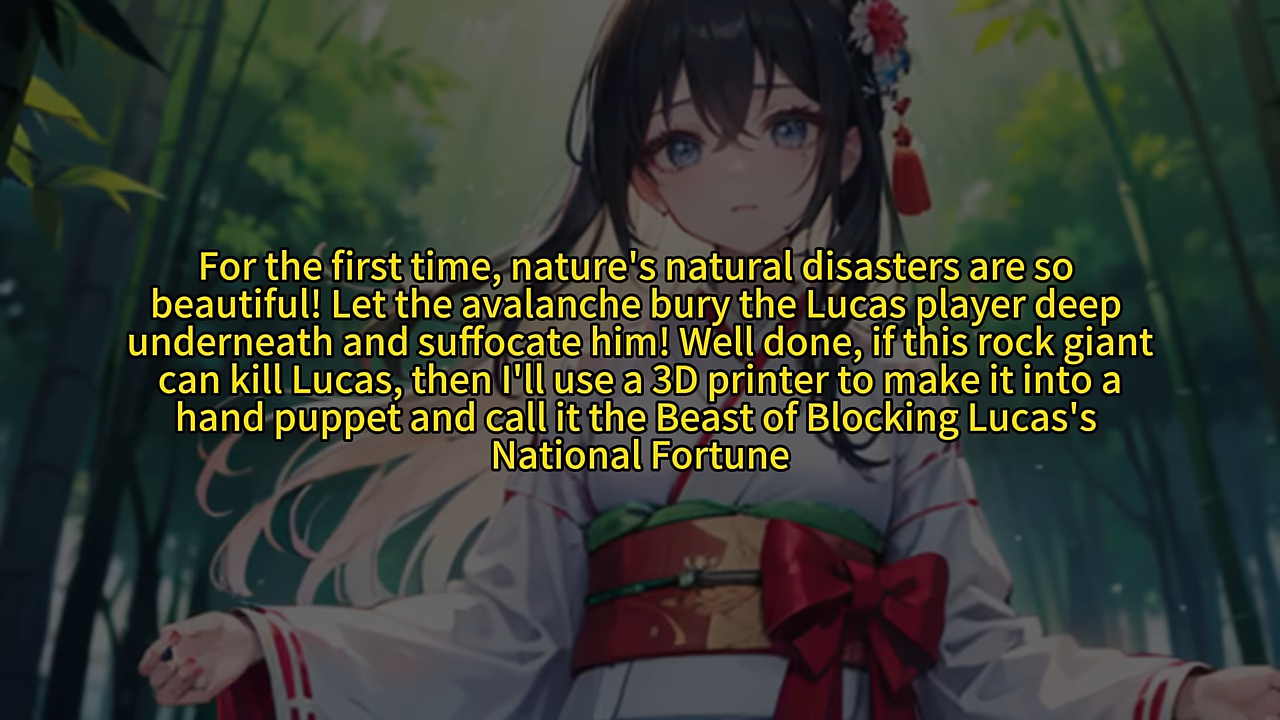 For the first time, nature's natural disasters are so
beautiful! Let the avalanche bury the Lucas player deep
underneath and suffocate him! Well done, if this rock giant
can kill Lucas, then I'll use a 3D printer to make it into a
hand puppet and call it the Beast of Blocking Lucas's
National Fortune